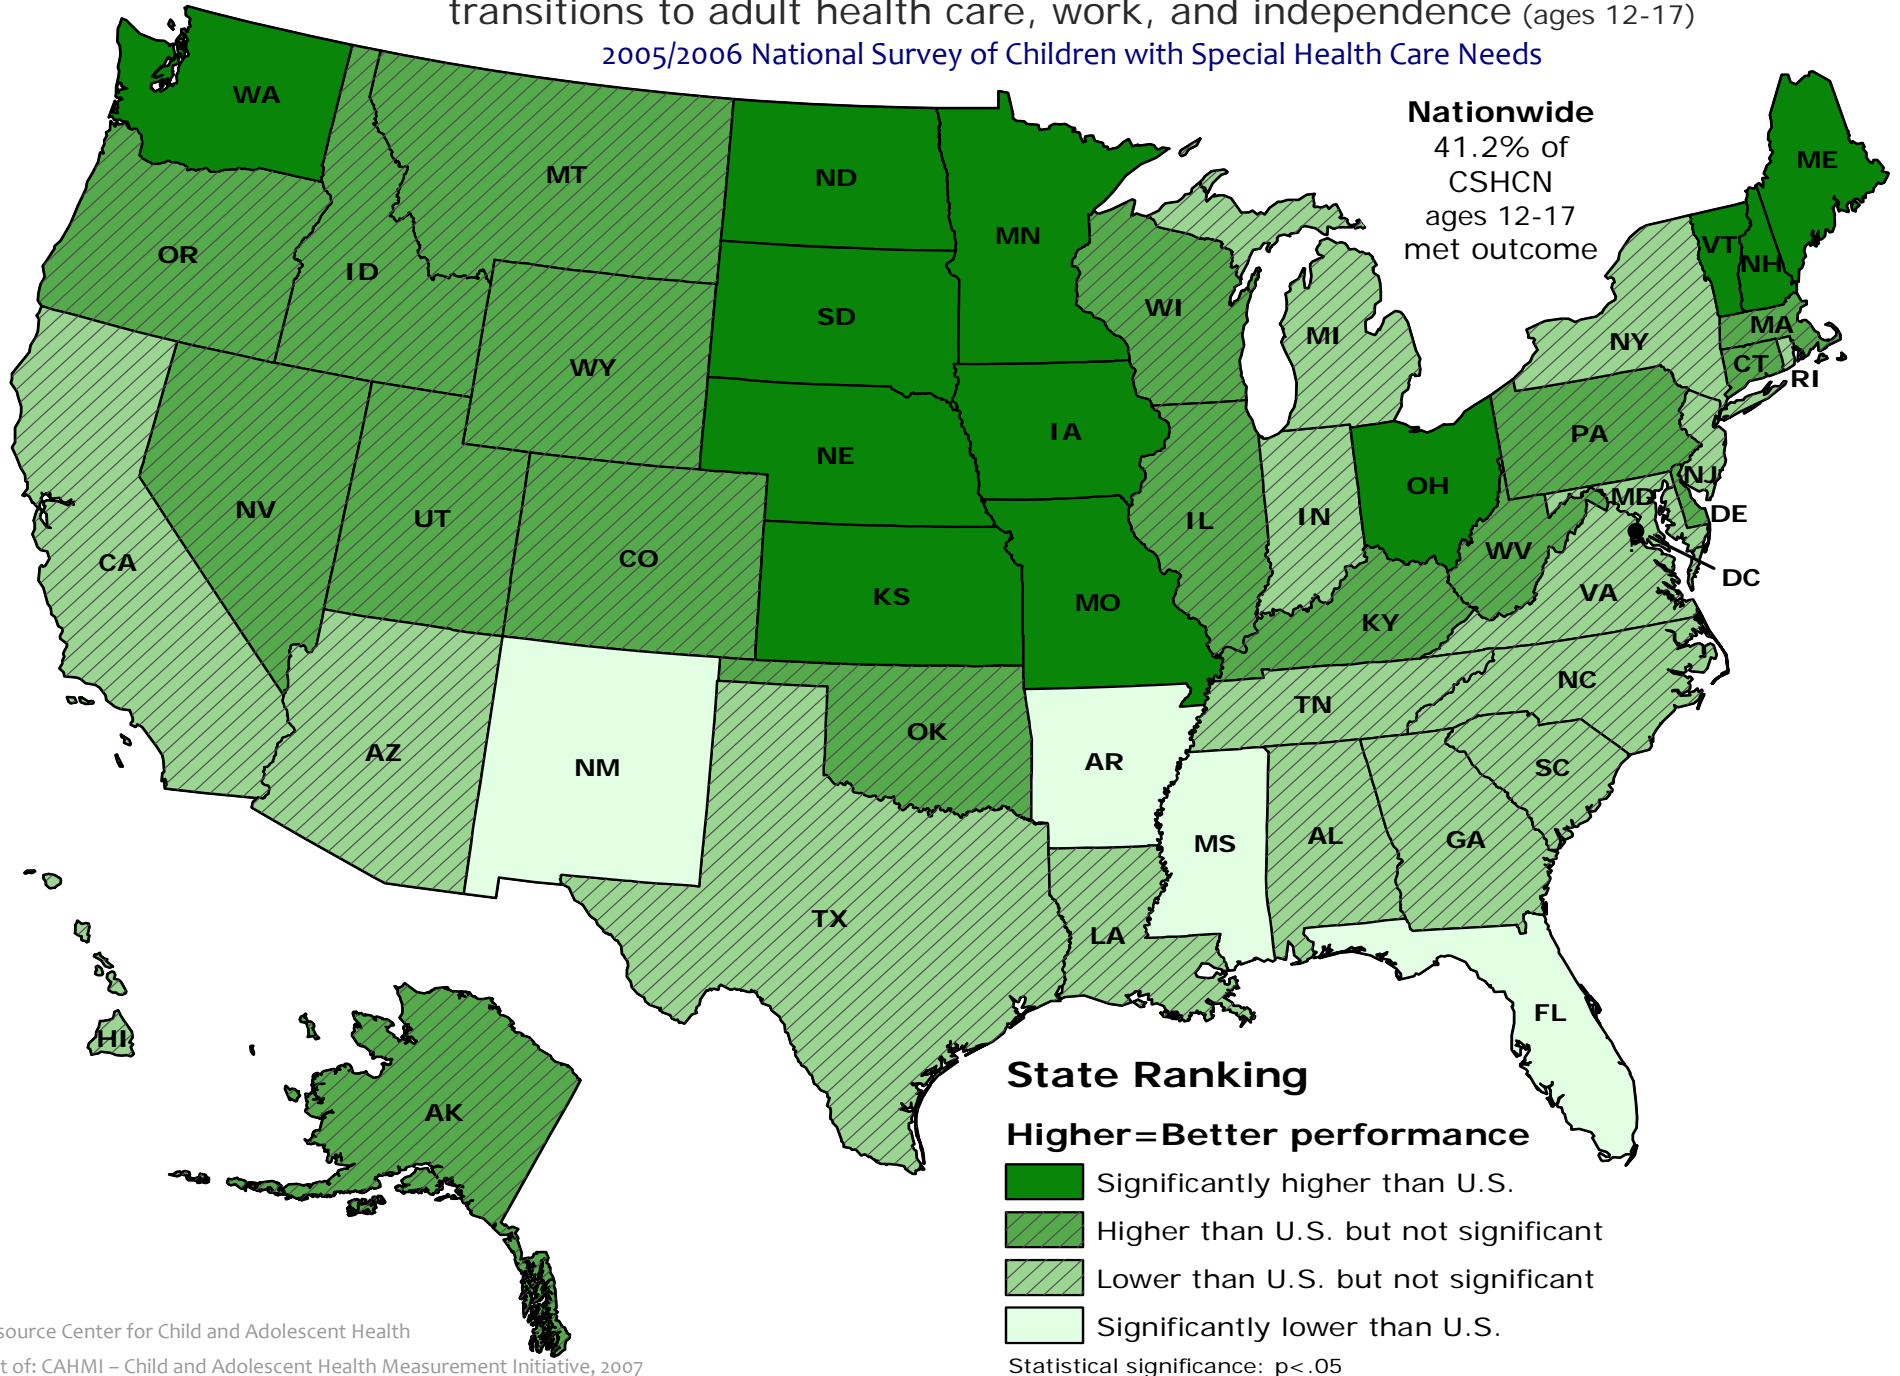 transitions to adult health care, work, and independence (ages 12-17)
2005/2006 National Survey of Children with Special Health Care Needs
Nationwide
41.2% of
CSHCN
ages 12-17
met outcome
WA
MT
ND
MN
ME
OR
ID
SD
WI
MI
VT
NH
WY
NY
MA
CT
RI
NE
IA
PA
NV
UT
CO
IL
IN
OH
NJ
MD
DE
WV
DC
CA
KS
MO
KY
VA
AZ
NM
OK
AR
TN
NC
SC
MS
AL
GA
TX
LA
FL
HI
AK
State Ranking
Higher=Better performance
Significantly higher than U.S.
Higher than U.S. but not significant
Lower than U.S. but not significant
Significantly lower than U.S.
Statistical significance: p<.05
source Center for Child and Adolescent Health
t of: CAHMI – Child and Adolescent Health Measurement Initiative, 2007